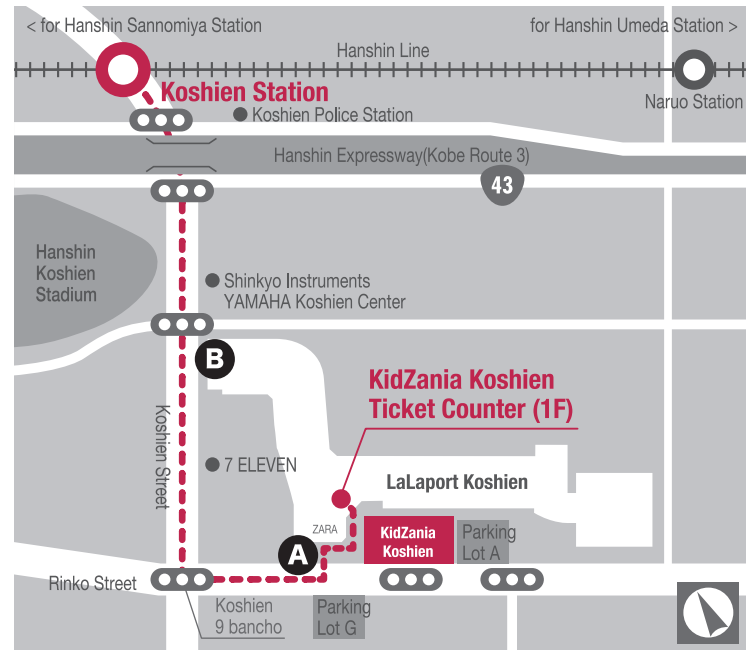 < for Hanshin Sannomiya Station
for Hanshin Umeda Station >
Hanshin Line
Koshien Station
Naruo Station
Koshien Police Station
Hanshin Expressway(Kobe Route 3)
43
Hanshin
Koshien
Stadium
Shinkyo Instruments
YAMAHA Koshien Center
B
KidZania Koshien
Ticket Counter (1F)
Koshien Street
7 ELEVEN
LaLaport Koshien
ZARA
KidZania
Koshien
Parking
Lot A
A
Rinko Street
Koshien
9 bancho
Parking
Lot G